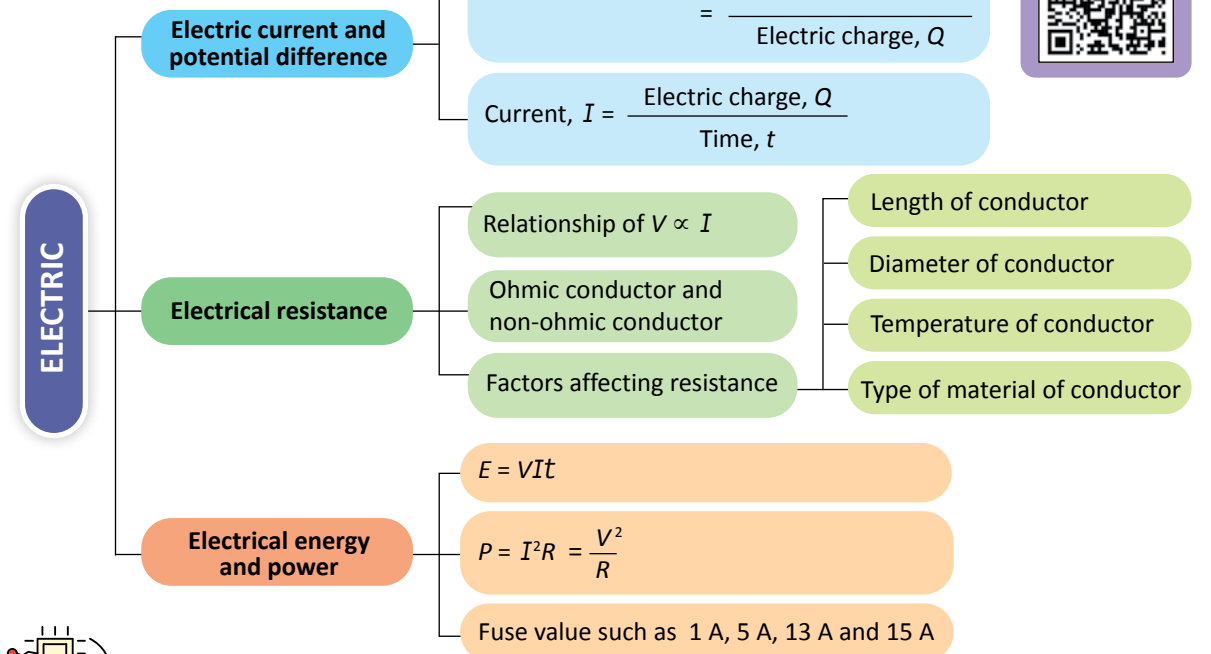 ELECTRIC
Electric current and
potential difference
=
Electric charge, Q
Current, I = Electric charge, Q
Time, t
Electrical resistance
Relationship of V ∝ I
Ohmic conductor and
non-ohmic conductor
Factors affecting resistance
Length of conductor
Diameter of conductor
Temperature of conductor
Type of material of conductor
Electrical energy
and power
E = VIt
P = I²R = V²
R
Fuse value such as 1 A, 5 A, 13 A and 15 A